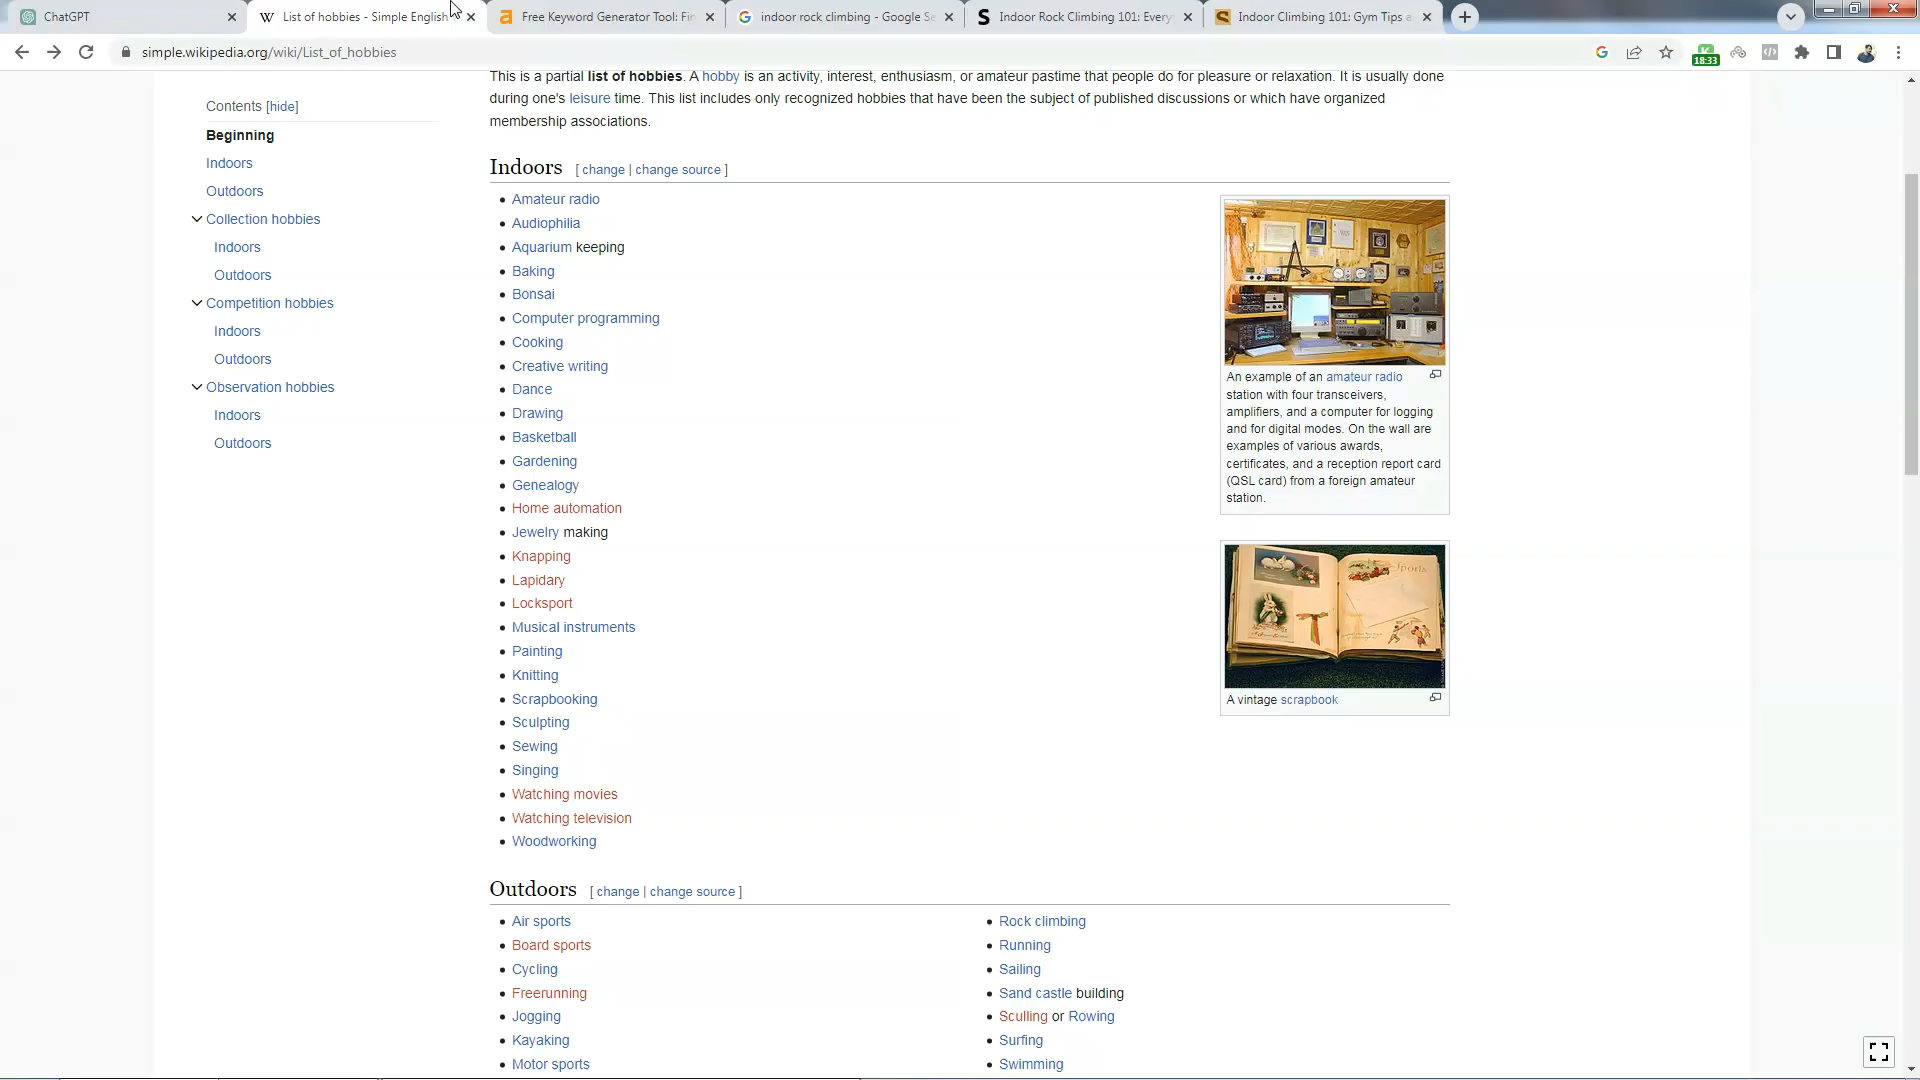 ChatGPT
List of hobbies - Simple English
Free Keyword Generator Tool: Fin
indoor rock climbing - Google Se
Indoor Rock Climbing 101: Every
Indoor Climbing 101: Gym Tips a
simple.wikipedia.org/wiki/List_of_hobbies
18:33
Contents [hide]
Beginning
Indoors
Outdoors
Collection hobbies
Indoors
Outdoors
Competition hobbies
Indoors
Outdoors
Observation hobbies
Indoors
Outdoors
This is a partial list of hobbies. A hobby is an activity, interest, enthusiasm, or amateur pastime that people do for pleasure or relaxation. It is usually done
during one's leisure time. This list includes only recognized hobbies that have been the subject of published discussions or which have organized
membership associations.
Indoors [ change | change source ]
Amateur radio
Audiophilia
Aquarium keeping
Baking
Bonsai
Computer programming
Cooking
Creative writing
Dance
Drawing
Basketball
Gardening
Genealogy
Home automation
Jewelry making
Knapping
Lapidary
Locksport
Musical instruments
Painting
Knitting
Scrapbooking
Sculpting
Sewing
Singing
Watching movies
Watching television
Woodworking
An example of an amateur radio
station with four transceivers,
amplifiers, and a computer for logging
and for digital modes. On the wall are
examples of various awards,
certificates, and a reception report card
(QSL card) from a foreign amateur
station.
Sports
A vintage scrapbook
Outdoors [ change | change source ]
Air sports
Board sports
Cycling
Freerunning
Jogging
Kayaking
Motor sports
Rock climbing
Running
Sailing
Sand castle building
Sculling or Rowing
Surfing
Swimming